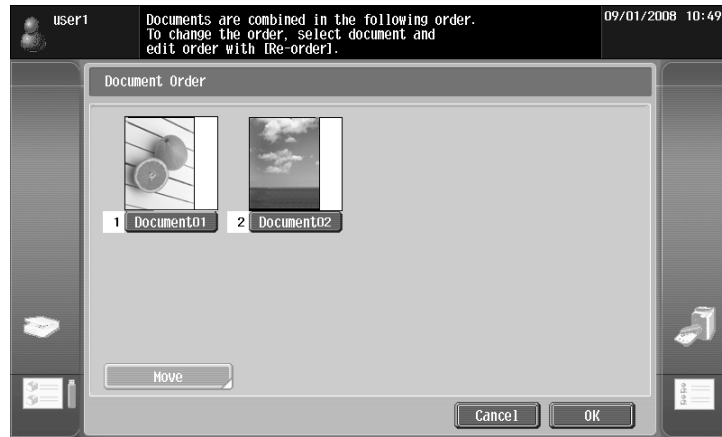 user1
Documents are combined in the following order.
To change the order, select document and
edit order with [Re-order].
09/01/2008 10:49
Document Order
1 Document01
2 Document02
Move
Cancel
OK